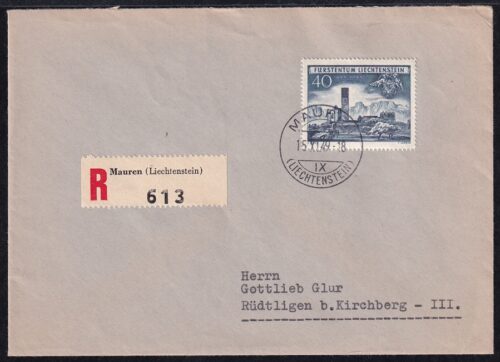 FÜRSTENTUM LIECHTENSTEIN
40
MAUREN
15.XI.49.-18
IX
(LIECHTENSTEIN)
R Mauren (Liechtenstein)
613
Herrn
Gottlieb Glur
Rüdtligen b.Kirchberg - III.